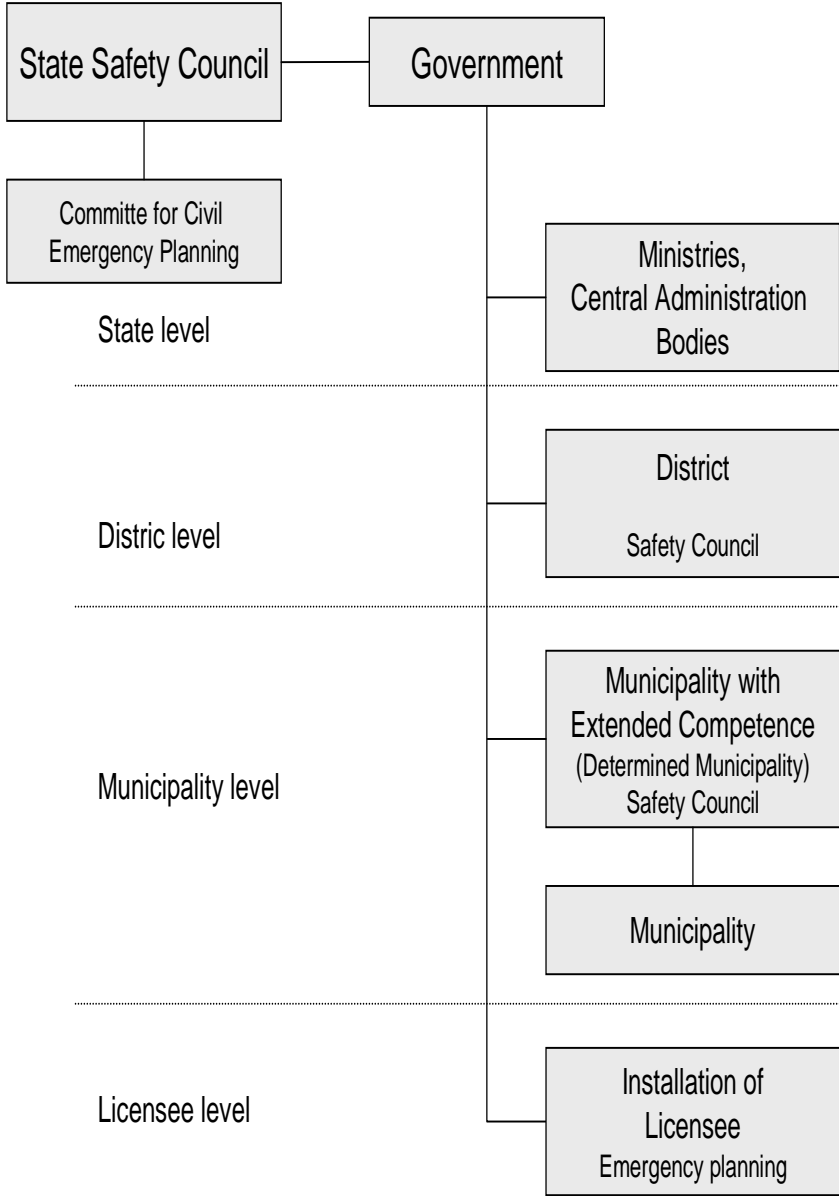 State Safety Council
Government
Committe for Civil
Emergency Planning
Ministries,
Central Administration
Bodies
State level
District
Safety Council
Distric level
Municipality with
Extended Competence
(Determined Municipality)
Safety Council
Municipality level
Municipality
Installation of
Licensee
Emergency planning
Licensee level